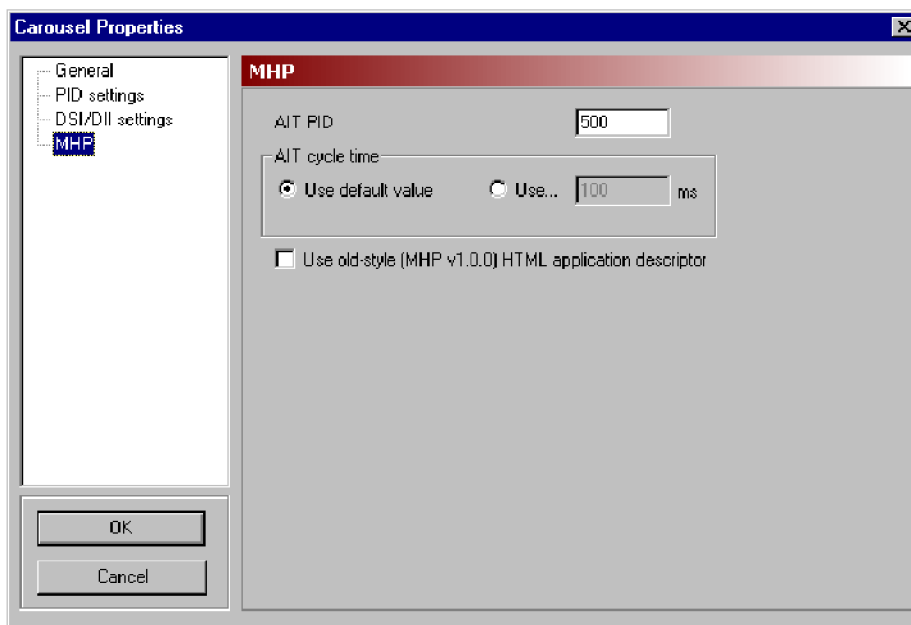 Carousel Properties
General
PID settings
DSI/DII settings
MHP
OK
Cancel
MHP
AIT PID 500
AIT cycle time
Use default value Use... 100 ms
Use old-style (MHP v1.0.0) HTML application descriptor